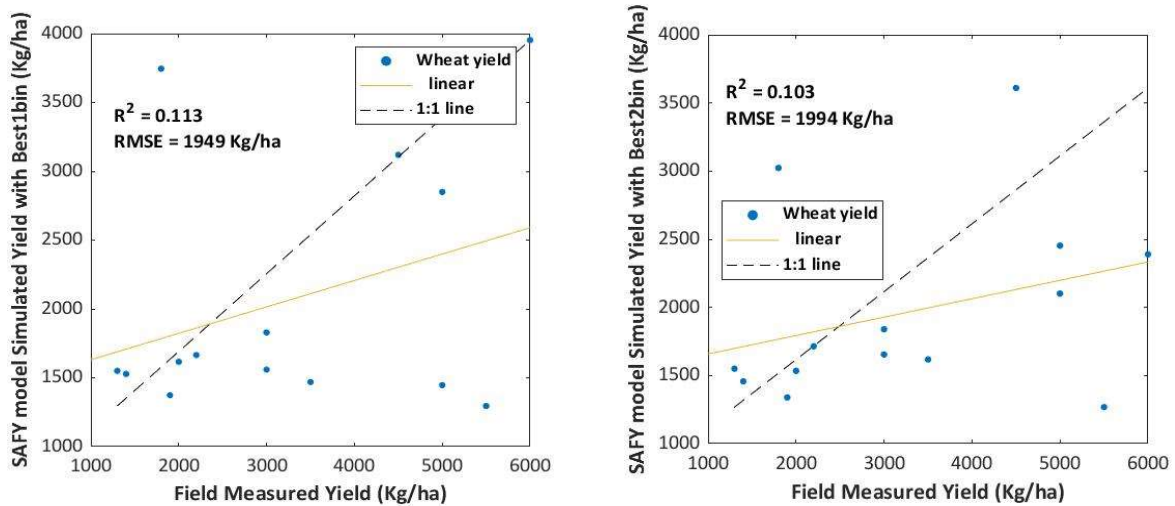 SAFY model Simulated Yield with Best1bin (Kg/ha)
4000
3500
3000
2500
2000
1500
1000
R² = 0.113
RMSE = 1949 Kg/ha
Wheat yield
linear
1:1 line
1000 2000 3000 4000 5000 6000
Field Measured Yield (Kg/ha)
SAFY model Simulated Yield with Best2bin (Kg/ha)
4000
3500
3000
2500
2000
1500
1000
R² = 0.103
RMSE = 1994 Kg/ha
Wheat yield
linear
1:1 line
1000 2000 3000 4000 5000 6000
Field Measured Yield (Kg/ha)